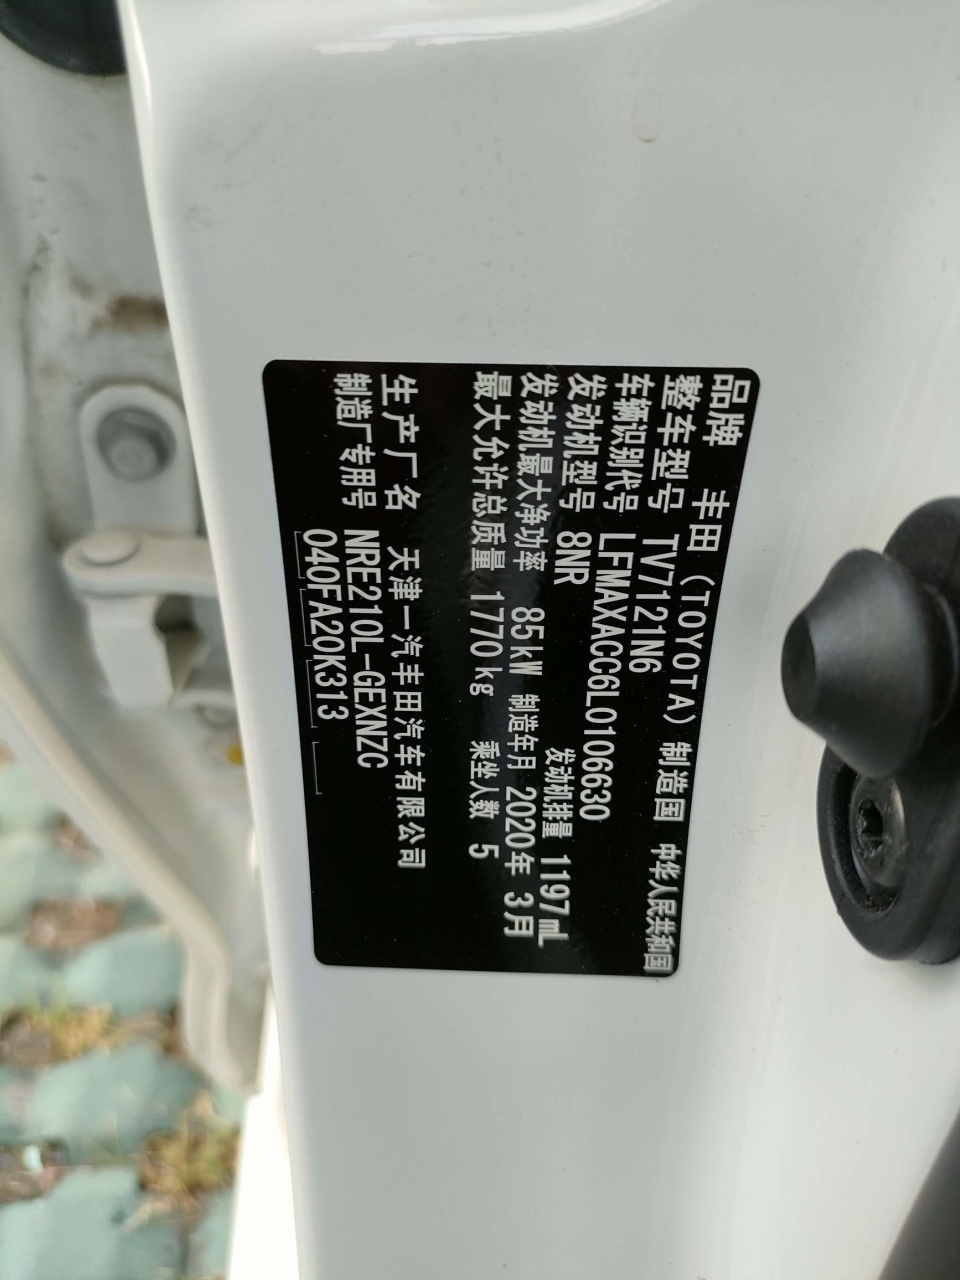 品牌 丰田（TOYOTA） 制造国 中华人民共和国
整车型号 TV7121N6
车辆识别代号 LFMAXACC6L0106630
发动机型号 8NR 发动机排量 1197 mL
发动机最大净功率 85kW 制造年月 2020年 3月
最大允许总质量 1770 kg 乘坐人数 5
生产厂名 天津一汽丰田汽车有限公司
制造厂专用号 NRE210L-GEXNZC
040FA20K313